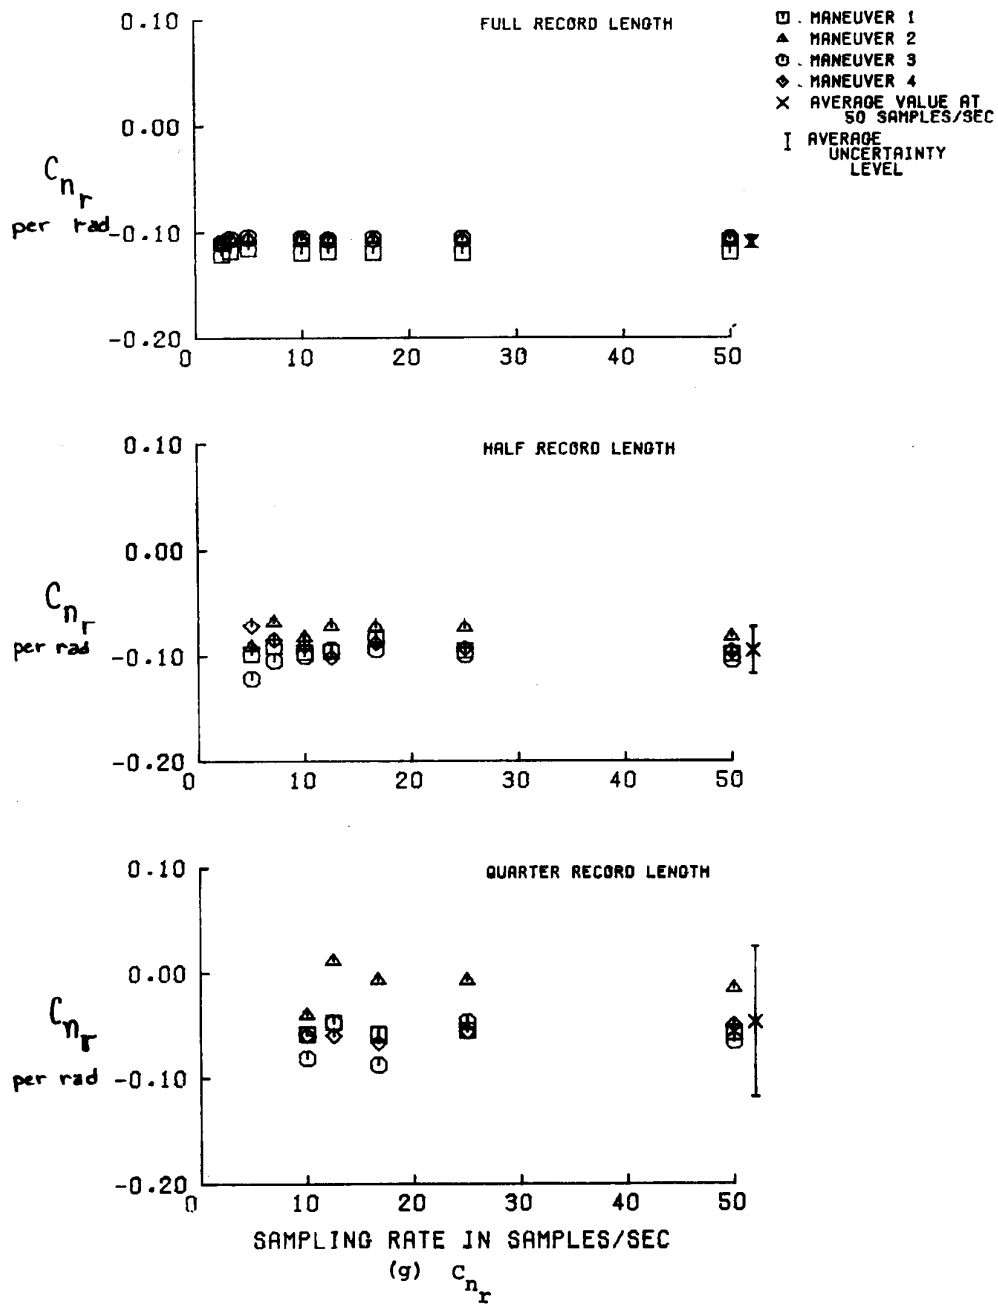 FULL RECORD LENGTH
. MANEUVER 1
MANEUVER 2
. MANEUVER 3
. MANEUVER 4
× AVERAGE VALUE AT
50 SAMPLES/SEC
I AVERAGE
UNCERTAINTY
LEVEL
0.10
0.00
-0.10
-0.20
C_n_r
per rad
0 10 20 30 40 50
HALF RECORD LENGTH
0.10
0.00
-0.10
-0.20
C_n_r
per rad
0 10 20 30 40 50
QUARTER RECORD LENGTH
0.10
0.00
-0.10
-0.20
C_n_r
per rad
0 10 20 30 40 50
SAMPLING RATE IN SAMPLES/SEC
(g) C_n_r